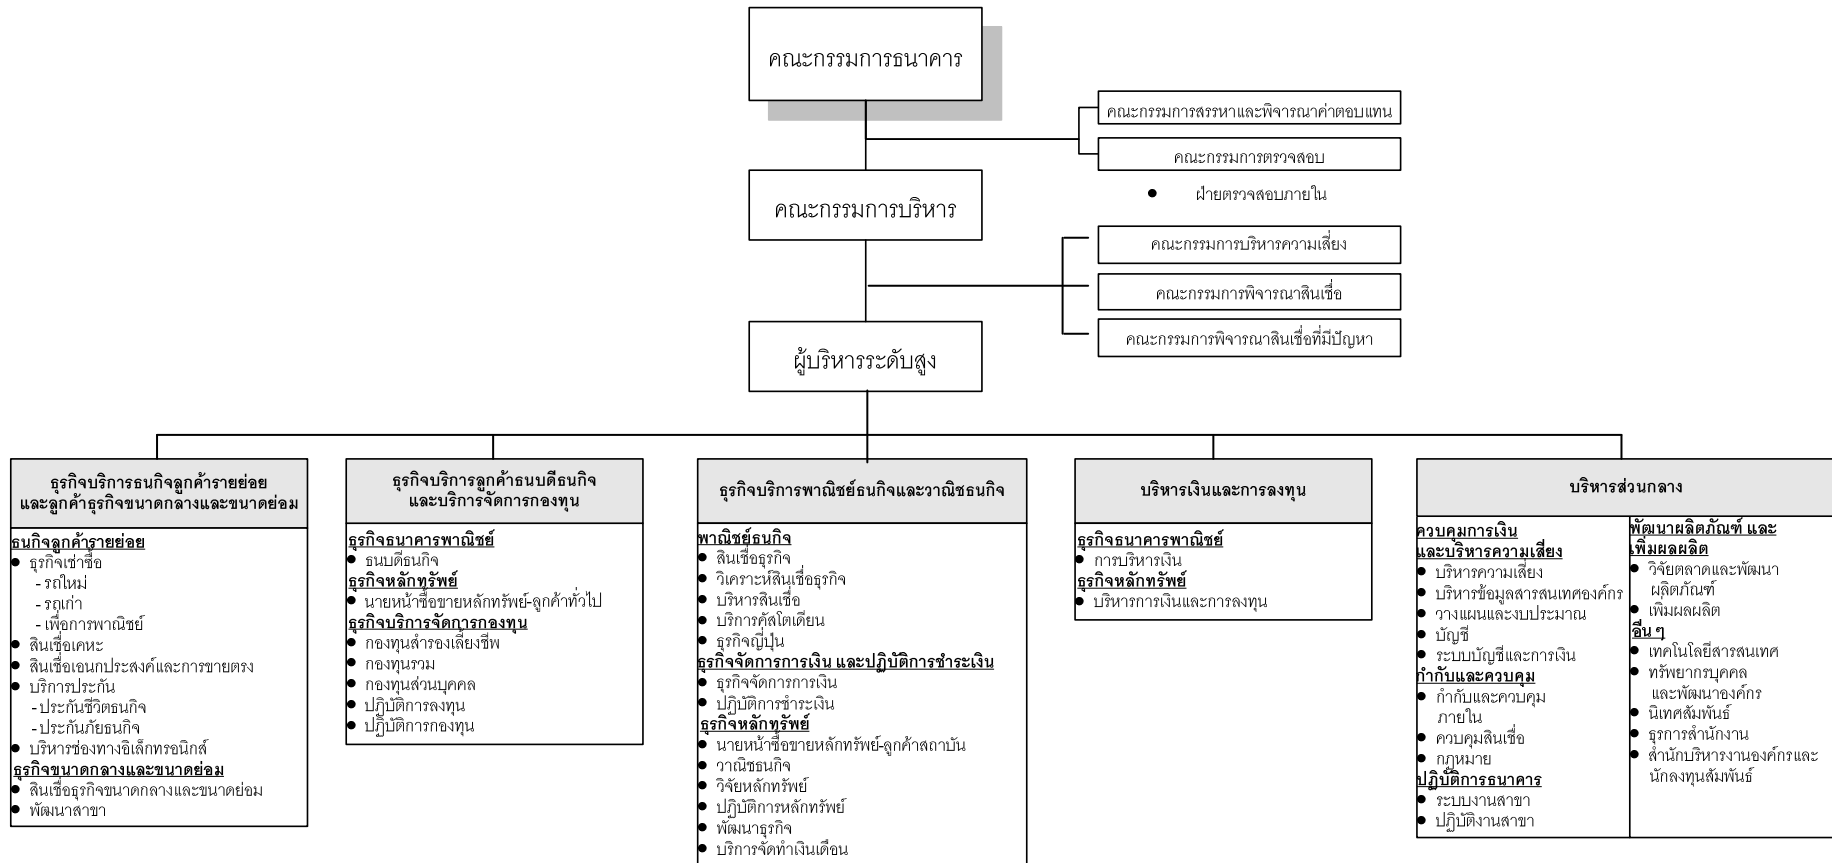 คณะกรรมการธนาคาร
คณะกรรมการสรรหาและพิจารณาค่าตอบแทน
คณะกรรมการตรวจสอบ
● ฝ่ายตรวจสอบภายใน
คณะกรรมการบริหาร
คณะกรรมการบริหารความเสี่ยง
คณะกรรมการพิจารณาสินเชื่อ
คณะกรรมการพิจารณาสินเชื่อที่มีปัญหา
ผู้บริหารระดับสูง
ธุรกิจบริการธนกิจลูกค้ารายย่อย
และลูกค้าธุรกิจขนาดกลางและขนาดย่อม
ธนกิจลูกค้ารายย่อย
● ธุรกิจเช่าซื้อ
- รถใหม่
- รถเก่า
- เพื่อการพาณิชย์
● สินเชื่อเคหะ
● สินเชื่อเอนกประสงค์และการขายตรง
● บริการประกัน
- ประกันชีวิตธนกิจ
- ประกันภัยธนกิจ
● บริหารช่องทางอิเล็กทรอนิกส์
ธุรกิจขนาดกลางและขนาดย่อม
● สินเชื่อธุรกิจขนาดกลางและขนาดย่อม
● พัฒนาสาขา
ธุรกิจบริการลูกค้าธนบดีธนกิจ
และบริการจัดการกองทุน
ธุรกิจธนาคารพาณิชย์
● ธนบดีธนกิจ
ธุรกิจหลักทรัพย์
● นายหน้าซื้อขายหลักทรัพย์-ลูกค้าทั่วไป
ธุรกิจบริการจัดการกองทุน
● กองทุนสำรองเลี้ยงชีพ
● กองทุนรวม
● กองทุนส่วนบุคคล
● ปฏิบัติการลงทุน
● ปฏิบัติการกองทุน
ธุรกิจบริการพาณิชย์ธนกิจและวาณิชธนกิจ
พาณิชย์ธนกิจ
● สินเชื่อธุรกิจ
● วิเคราะห์สินเชื่อธุรกิจ
● บริหารสินเชื่อ
● บริการคัสโตเดียน
● ธุรกิจญี่ปุ่น
ธุรกิจจัดการการเงิน และปฏิบัติการชำระเงิน
● ธุรกิจจัดการการเงิน
● ปฏิบัติการชำระเงิน
ธุรกิจหลักทรัพย์
● นายหน้าซื้อขายหลักทรัพย์-ลูกค้าสถาบัน
● วาณิชธนกิจ
● วิจัยหลักทรัพย์
● ปฏิบัติการหลักทรัพย์
● พัฒนาธุรกิจ
● บริการจัดทำเงินเดือน
บริหารเงินและการลงทุน
ธุรกิจธนาคารพาณิชย์
● การบริหารเงิน
ธุรกิจหลักทรัพย์
● บริหารการเงินและการลงทุน
บริหารส่วนกลาง
ควบคุมการเงิน
และบริหารความเสี่ยง
● บริหารความเสี่ยง
● บริหารข้อมูลสารสนเทศองค์กร
● วางแผนและงบประมาณ
● บัญชี
● ระบบบัญชีและการเงิน
กำกับและควบคุม
● กำกับและควบคุม
ภายใน
● ควบคุมสินเชื่อ
● กฎหมาย
ปฏิบัติการธนาคาร
● ระบบงานสาขา
● ปฏิบัติงานสาขา
พัฒนาผลิตภัณฑ์ และ
เพิ่มผลผลิต
● วิจัยตลาดและพัฒนา
ผลิตภัณฑ์
● เพิ่มผลผลิต
อื่น ๆ
● เทคโนโลยีสารสนเทศ
● ทรัพยากรบุคคล
และพัฒนาองค์กร
● นิเทศสัมพันธ์
● ธุรการสำนักงาน
● สำนักบริหารงานองค์กรและ
นักลงทุนสัมพันธ์